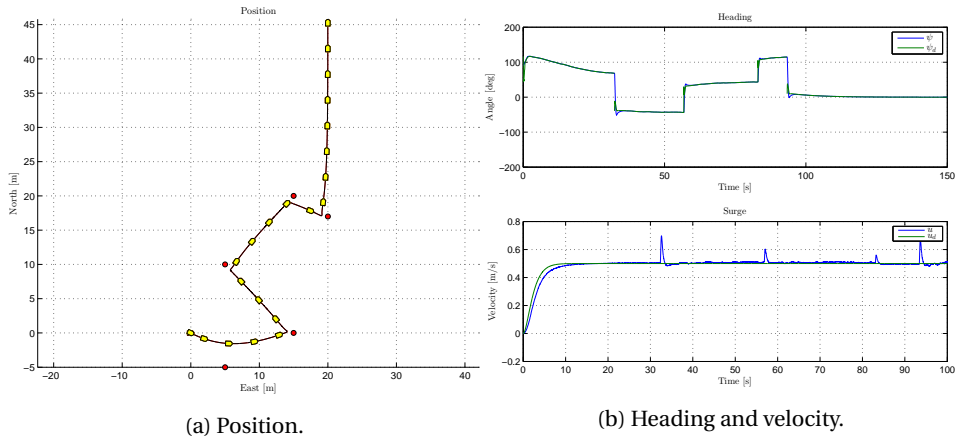 Position
45
40
35
30
25
20
15
10
5
0
−5
North [m]
−20 −10 0 10 20 30 40
East [m]
(a) Position.
Heading
200
100
0
−100
−200
Angle [deg]
ψ
ψd
0 50 100 150
Time [s]
Surge
0.8
0.6
0.4
0.2
0
−0.2
Velocity [m/s]
u
ud
0 10 20 30 40 50 60 70 80 90 100
Time [s]
(b) Heading and velocity.